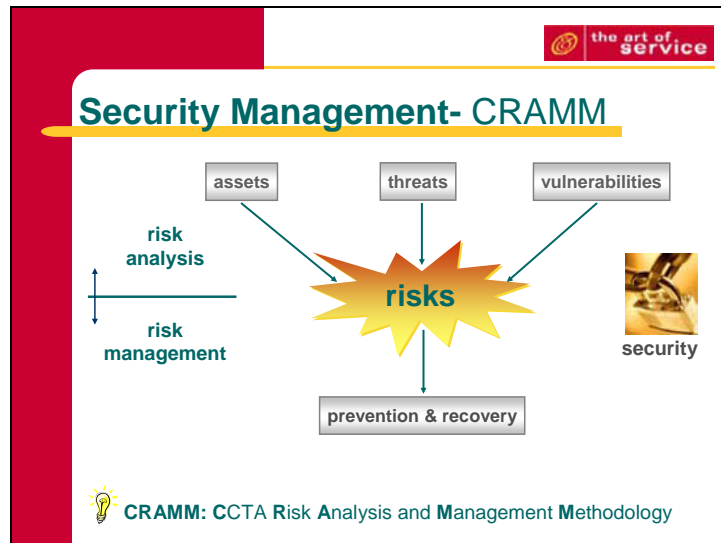 the art of
service
Security Management- CRAMM
assets
threats
vulnerabilities
risk
analysis
risks
risk
management
security
prevention & recovery
CRAMM: CCTA Risk Analysis and Management Methodology